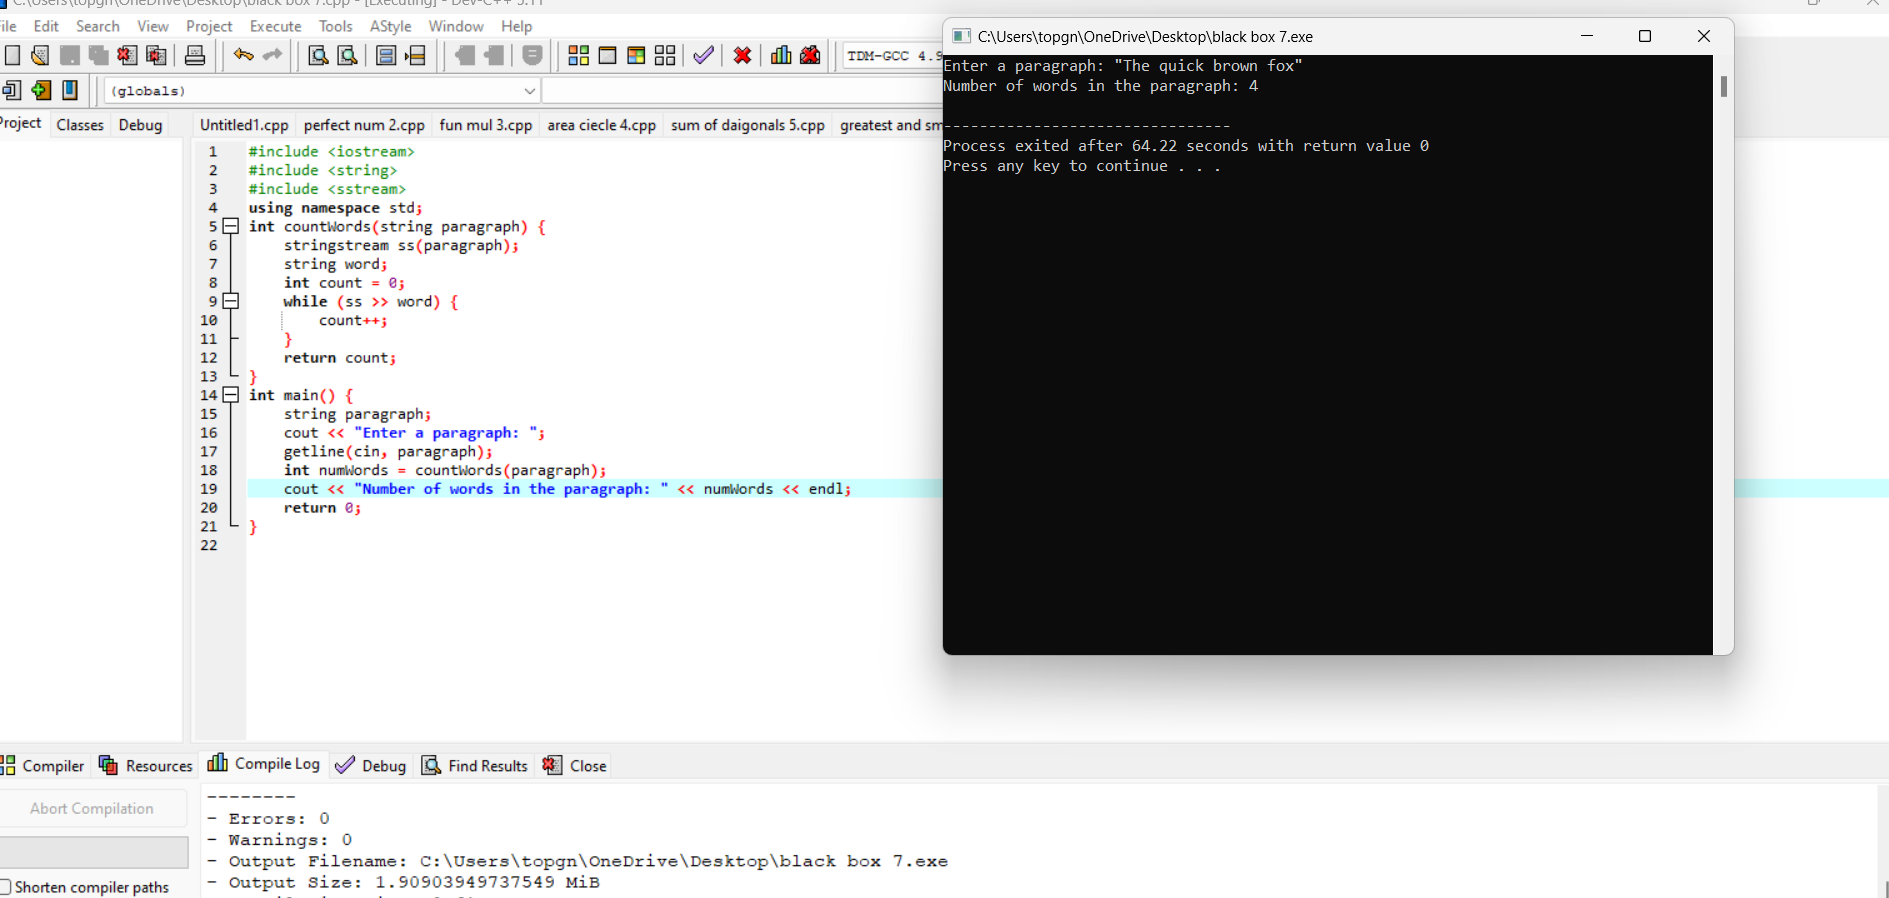 C:\Users\topgn\OneDrive\Desktop\black box 7.cpp - [Executing] - Dev-C++ 5.11
ile Edit Search View Project Execute Tools AStyle Window Help
TDM-GCC 4.9
(globals)
Project Classes Debug
Untitled1.cpp perfect num 2.cpp fun mul 3.cpp area ciecle 4.cpp sum of daigonals 5.cpp greatest and sm
1 #include <iostream>
2 #include <string>
3 #include <sstream>
4 using namespace std;
5 int countWords(string paragraph) {
6 stringstream ss(paragraph);
7 string word;
8 int count = 0;
9 while (ss >> word) {
10 count++;
11 }
12 return count;
13 }
14 int main() {
15 string paragraph;
16 cout << "Enter a paragraph: ";
17 getline(cin, paragraph);
18 int numWords = countWords(paragraph);
19 cout << "Number of words in the paragraph: " << numWords << endl;
20 return 0;
21 }
22
C:\Users\topgn\OneDrive\Desktop\black box 7.exe
Enter a paragraph: "The quick brown fox"
Number of words in the paragraph: 4
--------------------------------
Process exited after 64.22 seconds with return value 0
Press any key to continue . . .
Compiler Resources Compile Log Debug Find Results Close
Abort Compilation
Shorten compiler paths
--------
- Errors: 0
- Warnings: 0
- Output Filename: C:\Users\topgn\OneDrive\Desktop\black box 7.exe
- Output Size: 1.90903949737549 MiB